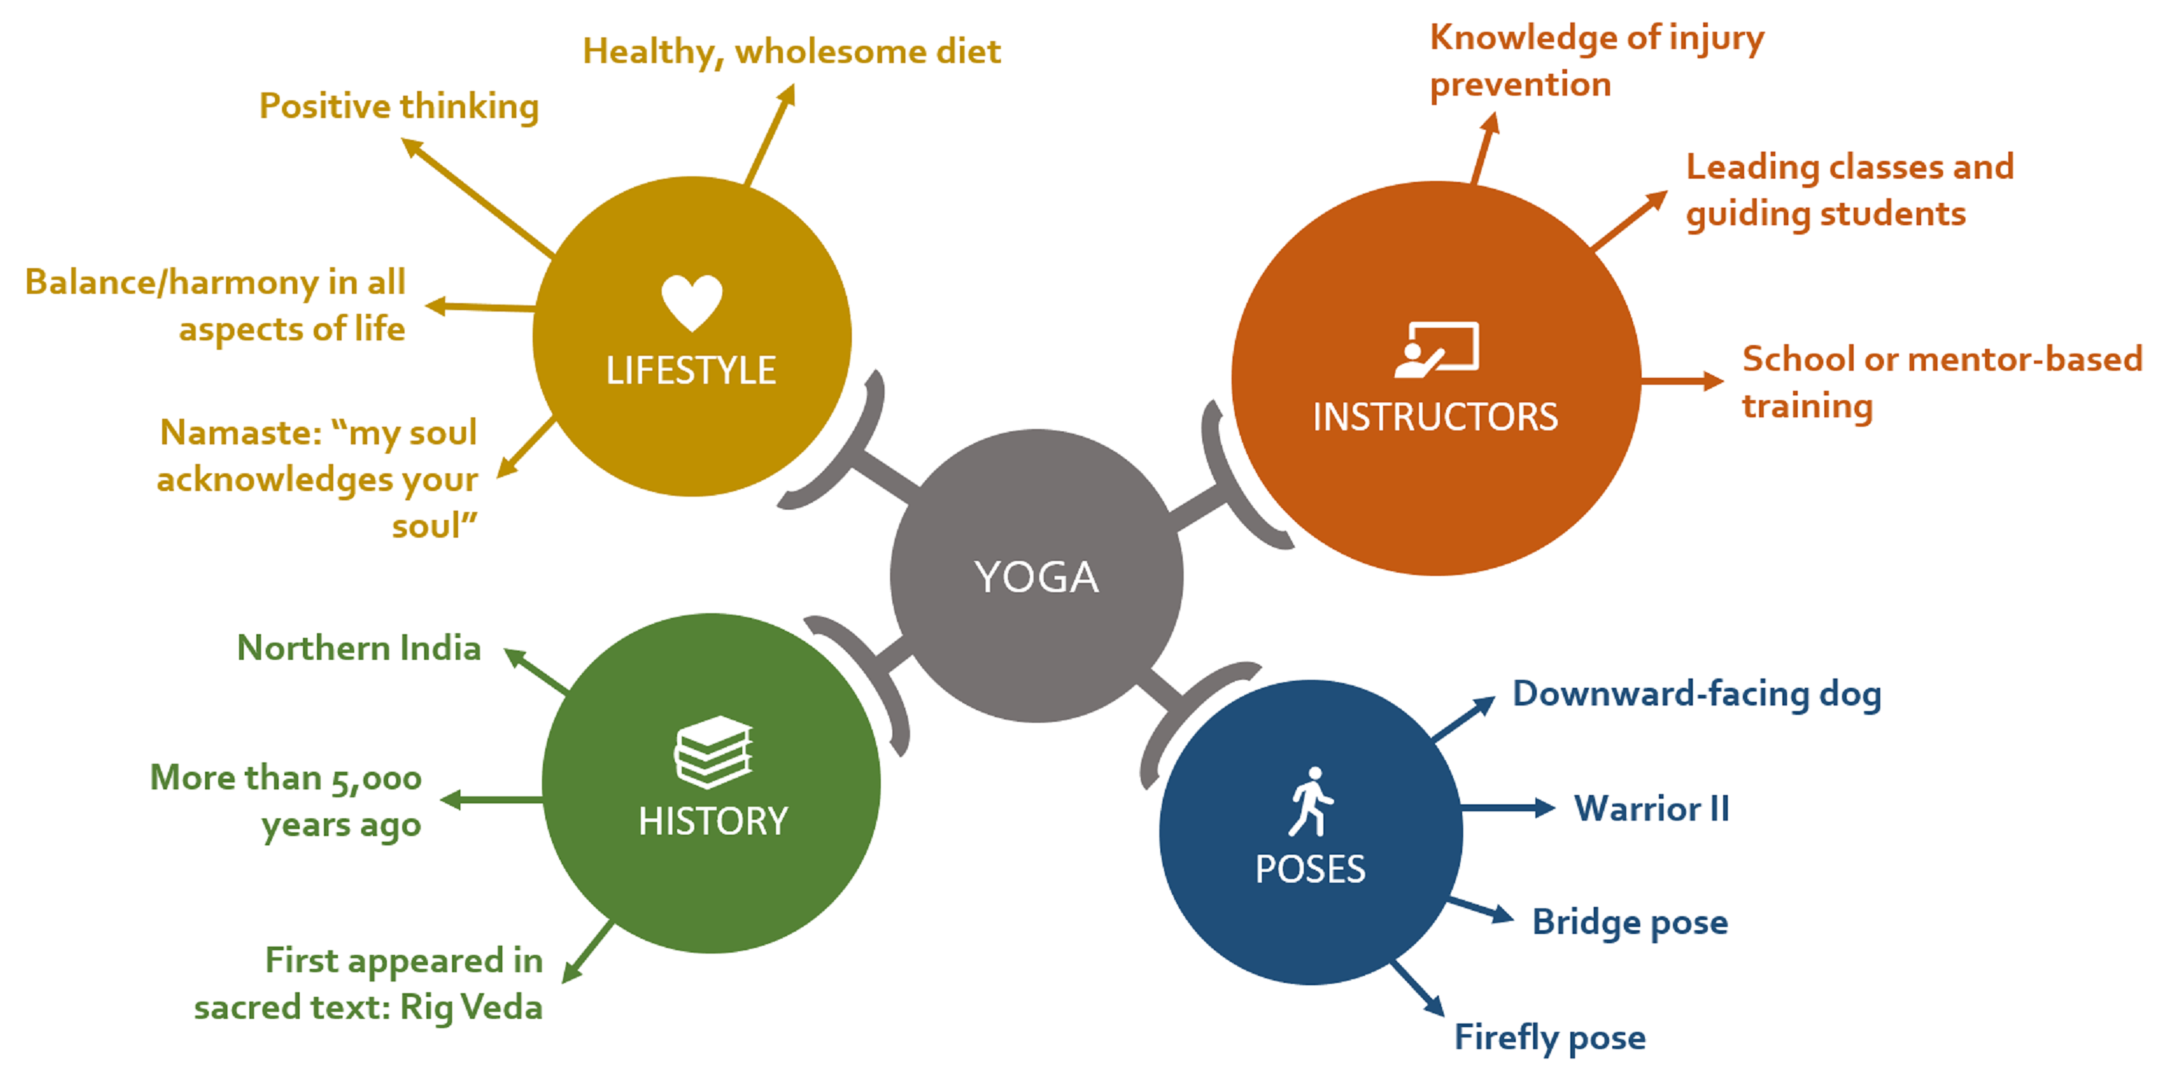 Healthy, wholesome diet
Positive thinking
Balance/harmony in all
aspects of life
Namaste: “my soul
acknowledges your
soul”
LIFESTYLE
Knowledge of injury
prevention
Leading classes and
guiding students
School or mentor-based
training
INSTRUCTORS
YOGA
Northern India
More than 5,000
years ago
First appeared in
sacred text: Rig Veda
HISTORY
Downward-facing dog
Warrior II
Bridge pose
Firefly pose
POSES